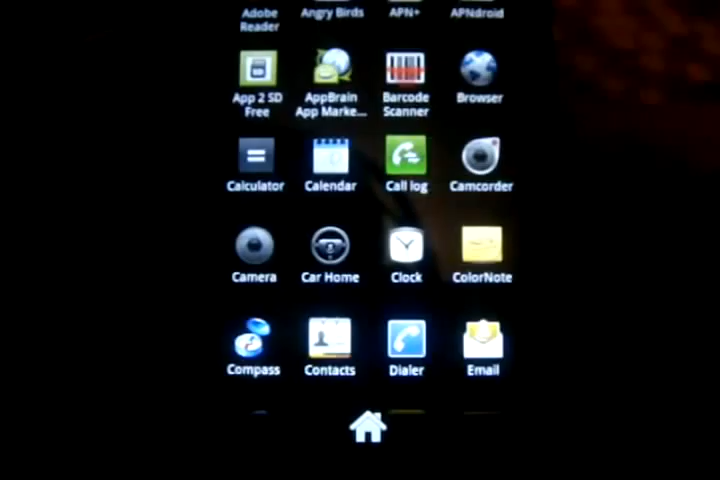 Adobe Reader
Angry Birds
APN+
APNdroid
App 2 SD Free
AppBrain App Marke...
Barcode Scanner
Browser
Calculator
Calendar
Call log
Camcorder
Camera
Car Home
Clock
ColorNote
Compass
Contacts
Dialer
Email